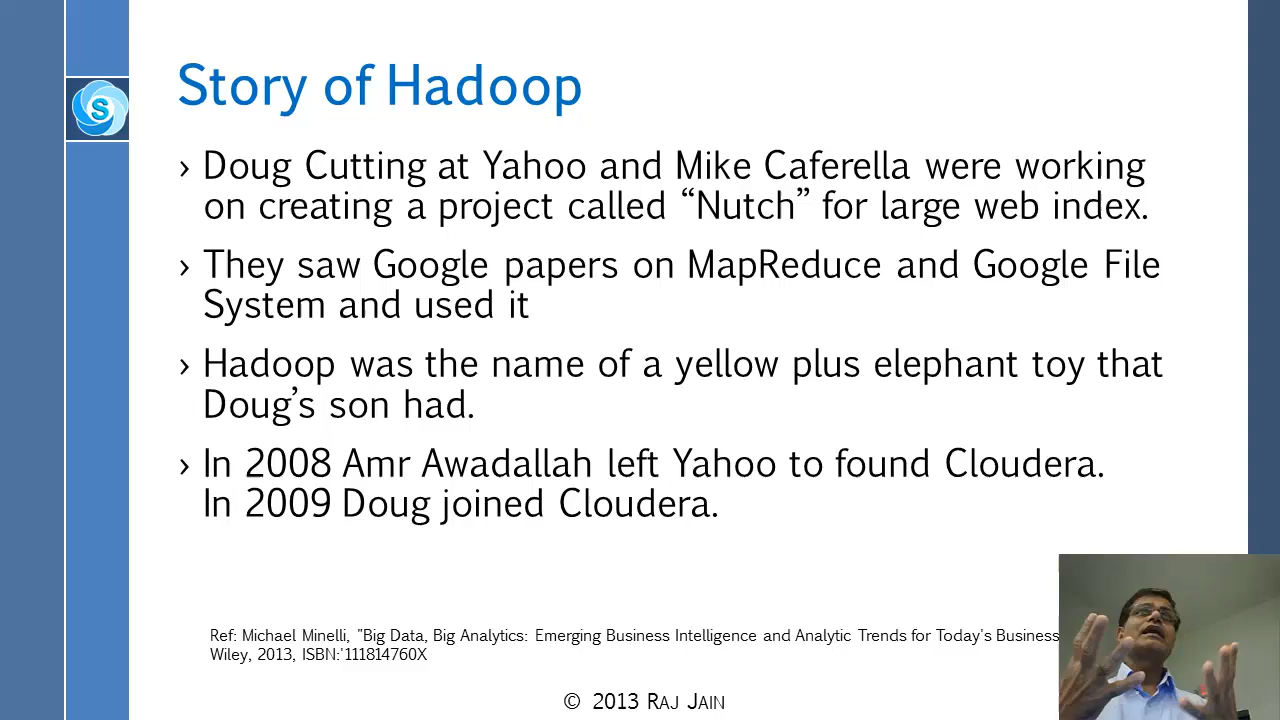 Story of Hadoop
S
› Doug Cutting at Yahoo and Mike Caferella were working
on creating a project called “Nutch” for large web index.
› They saw Google papers on MapReduce and Google File
System and used it
› Hadoop was the name of a yellow plus elephant toy that
Doug’s son had.
› In 2008 Amr Awadallah left Yahoo to found Cloudera.
In 2009 Doug joined Cloudera.
Ref: Michael Minelli, "Big Data, Big Analytics: Emerging Business Intelligence and Analytic Trends for Today's Business
Wiley, 2013, ISBN:'111814760X
© 2013 RAJ JAIN